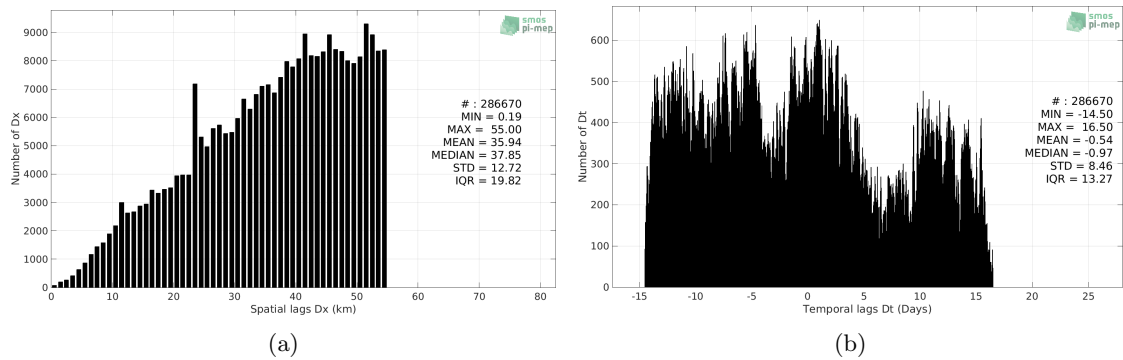 smos
pi-mep
9000
8000
7000
6000
5000
4000
3000
2000
1000
0
Number of Dx
# : 286670
MIN = 0.19
MAX = 55.00
MEAN = 35.94
MEDIAN = 37.85
STD = 12.72
IQR = 19.82
0 10 20 30 40 50 60 70 80
Spatial lags Dx (km)
(a)
smos
pi-mep
600
500
400
300
200
100
0
Number of Dt
# : 286670
MIN = -14.50
MAX = 16.50
MEAN = -0.54
MEDIAN = -0.97
STD = 8.46
IQR = 13.27
-15 -10 -5 0 5 10 15 20 25
Temporal lags Dt (Days)
(b)